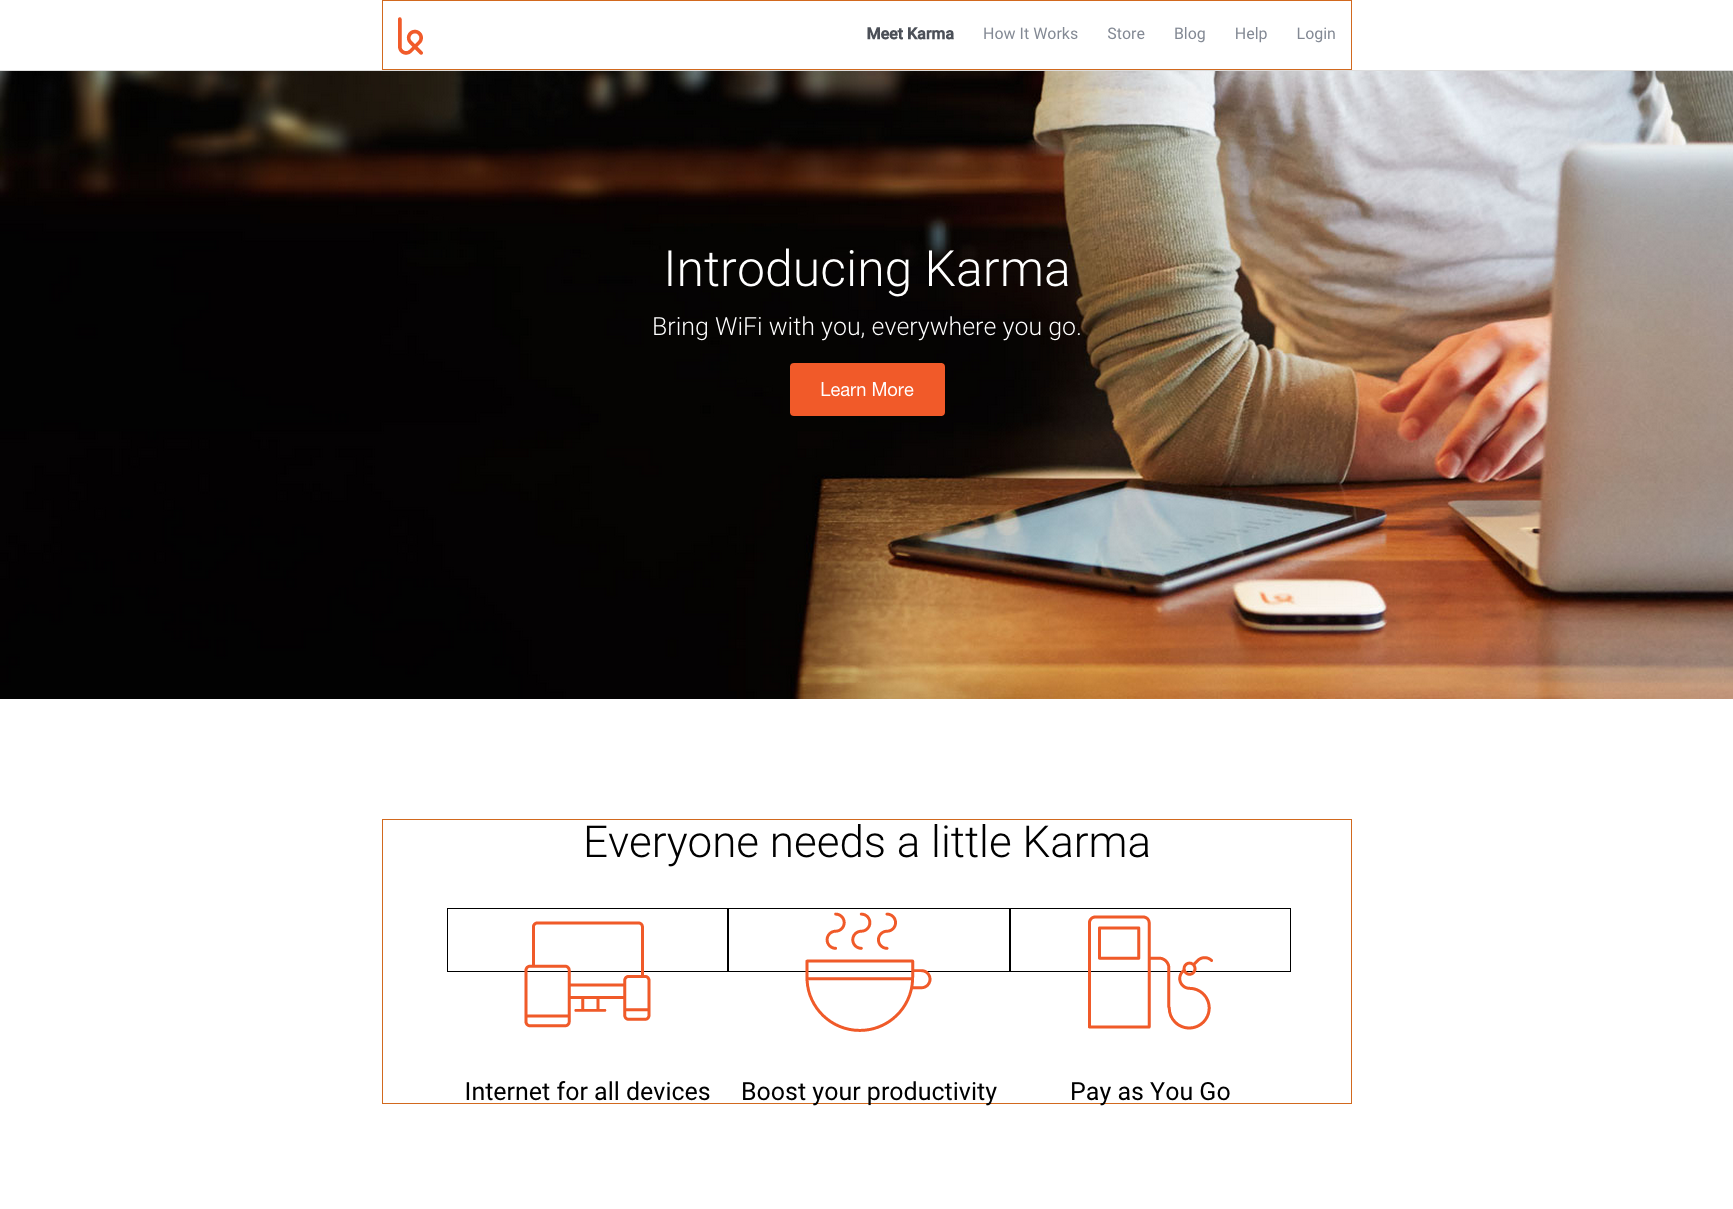 Meet Karma How It Works Store Blog Help Login
Introducing Karma
Bring WiFi with you, everywhere you go.
Learn More
Everyone needs a little Karma
Internet for all devices Boost your productivity Pay as You Go